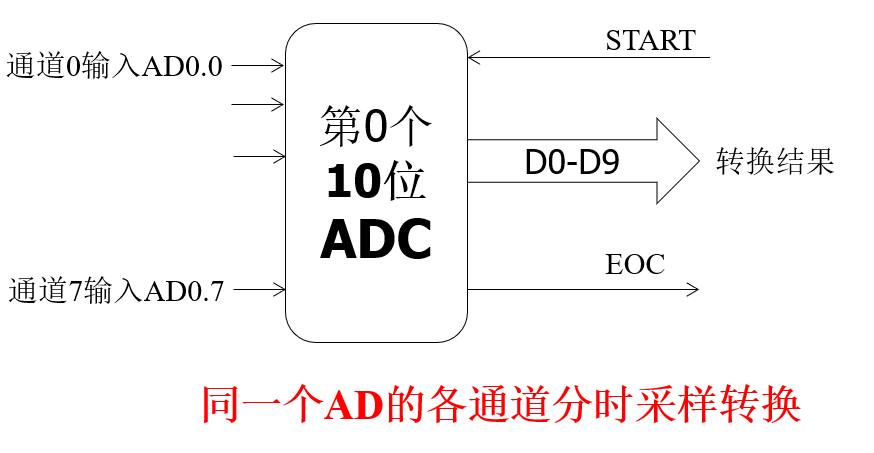 通道0输入AD0.0
通道7输入AD0.7
第0个
10位
ADC
START
D0-D9
转换结果
EOC
同一个AD的各通道分时采样转换